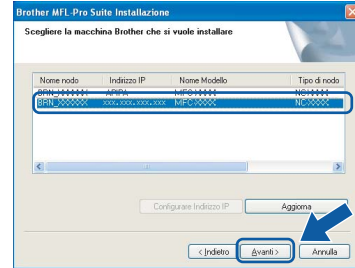 Brother MFL-Pro Suite Installazione
Scegliere la macchina Brother che si vuole installare
Nome nodo Indirizzo IP Nome Modello Tipo di nodo
BRN_XXXXXX APIPA MFC-XXXX NC-XXXX
BRN_XXXXXX xxx.xxx.xxx.xxx MFC-XXXX NC-XXXX
Configurare Indirizzo IP Aggiorna
< Indietro Avanti > Annulla